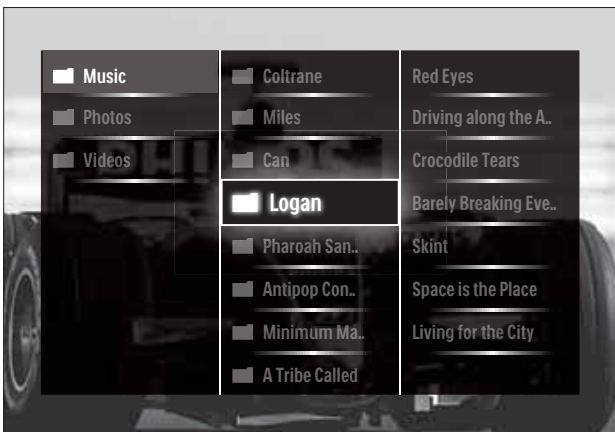 Music
Photos
Videos
Coltrane
Miles
Can
Logan
Pharoah San..
Antipop Con..
Minimum Ma..
A Tribe Called
Red Eyes
Driving along the A..
Crocodile Tears
Barely Breaking Eve..
Skint
Space is the Place
Living for the City